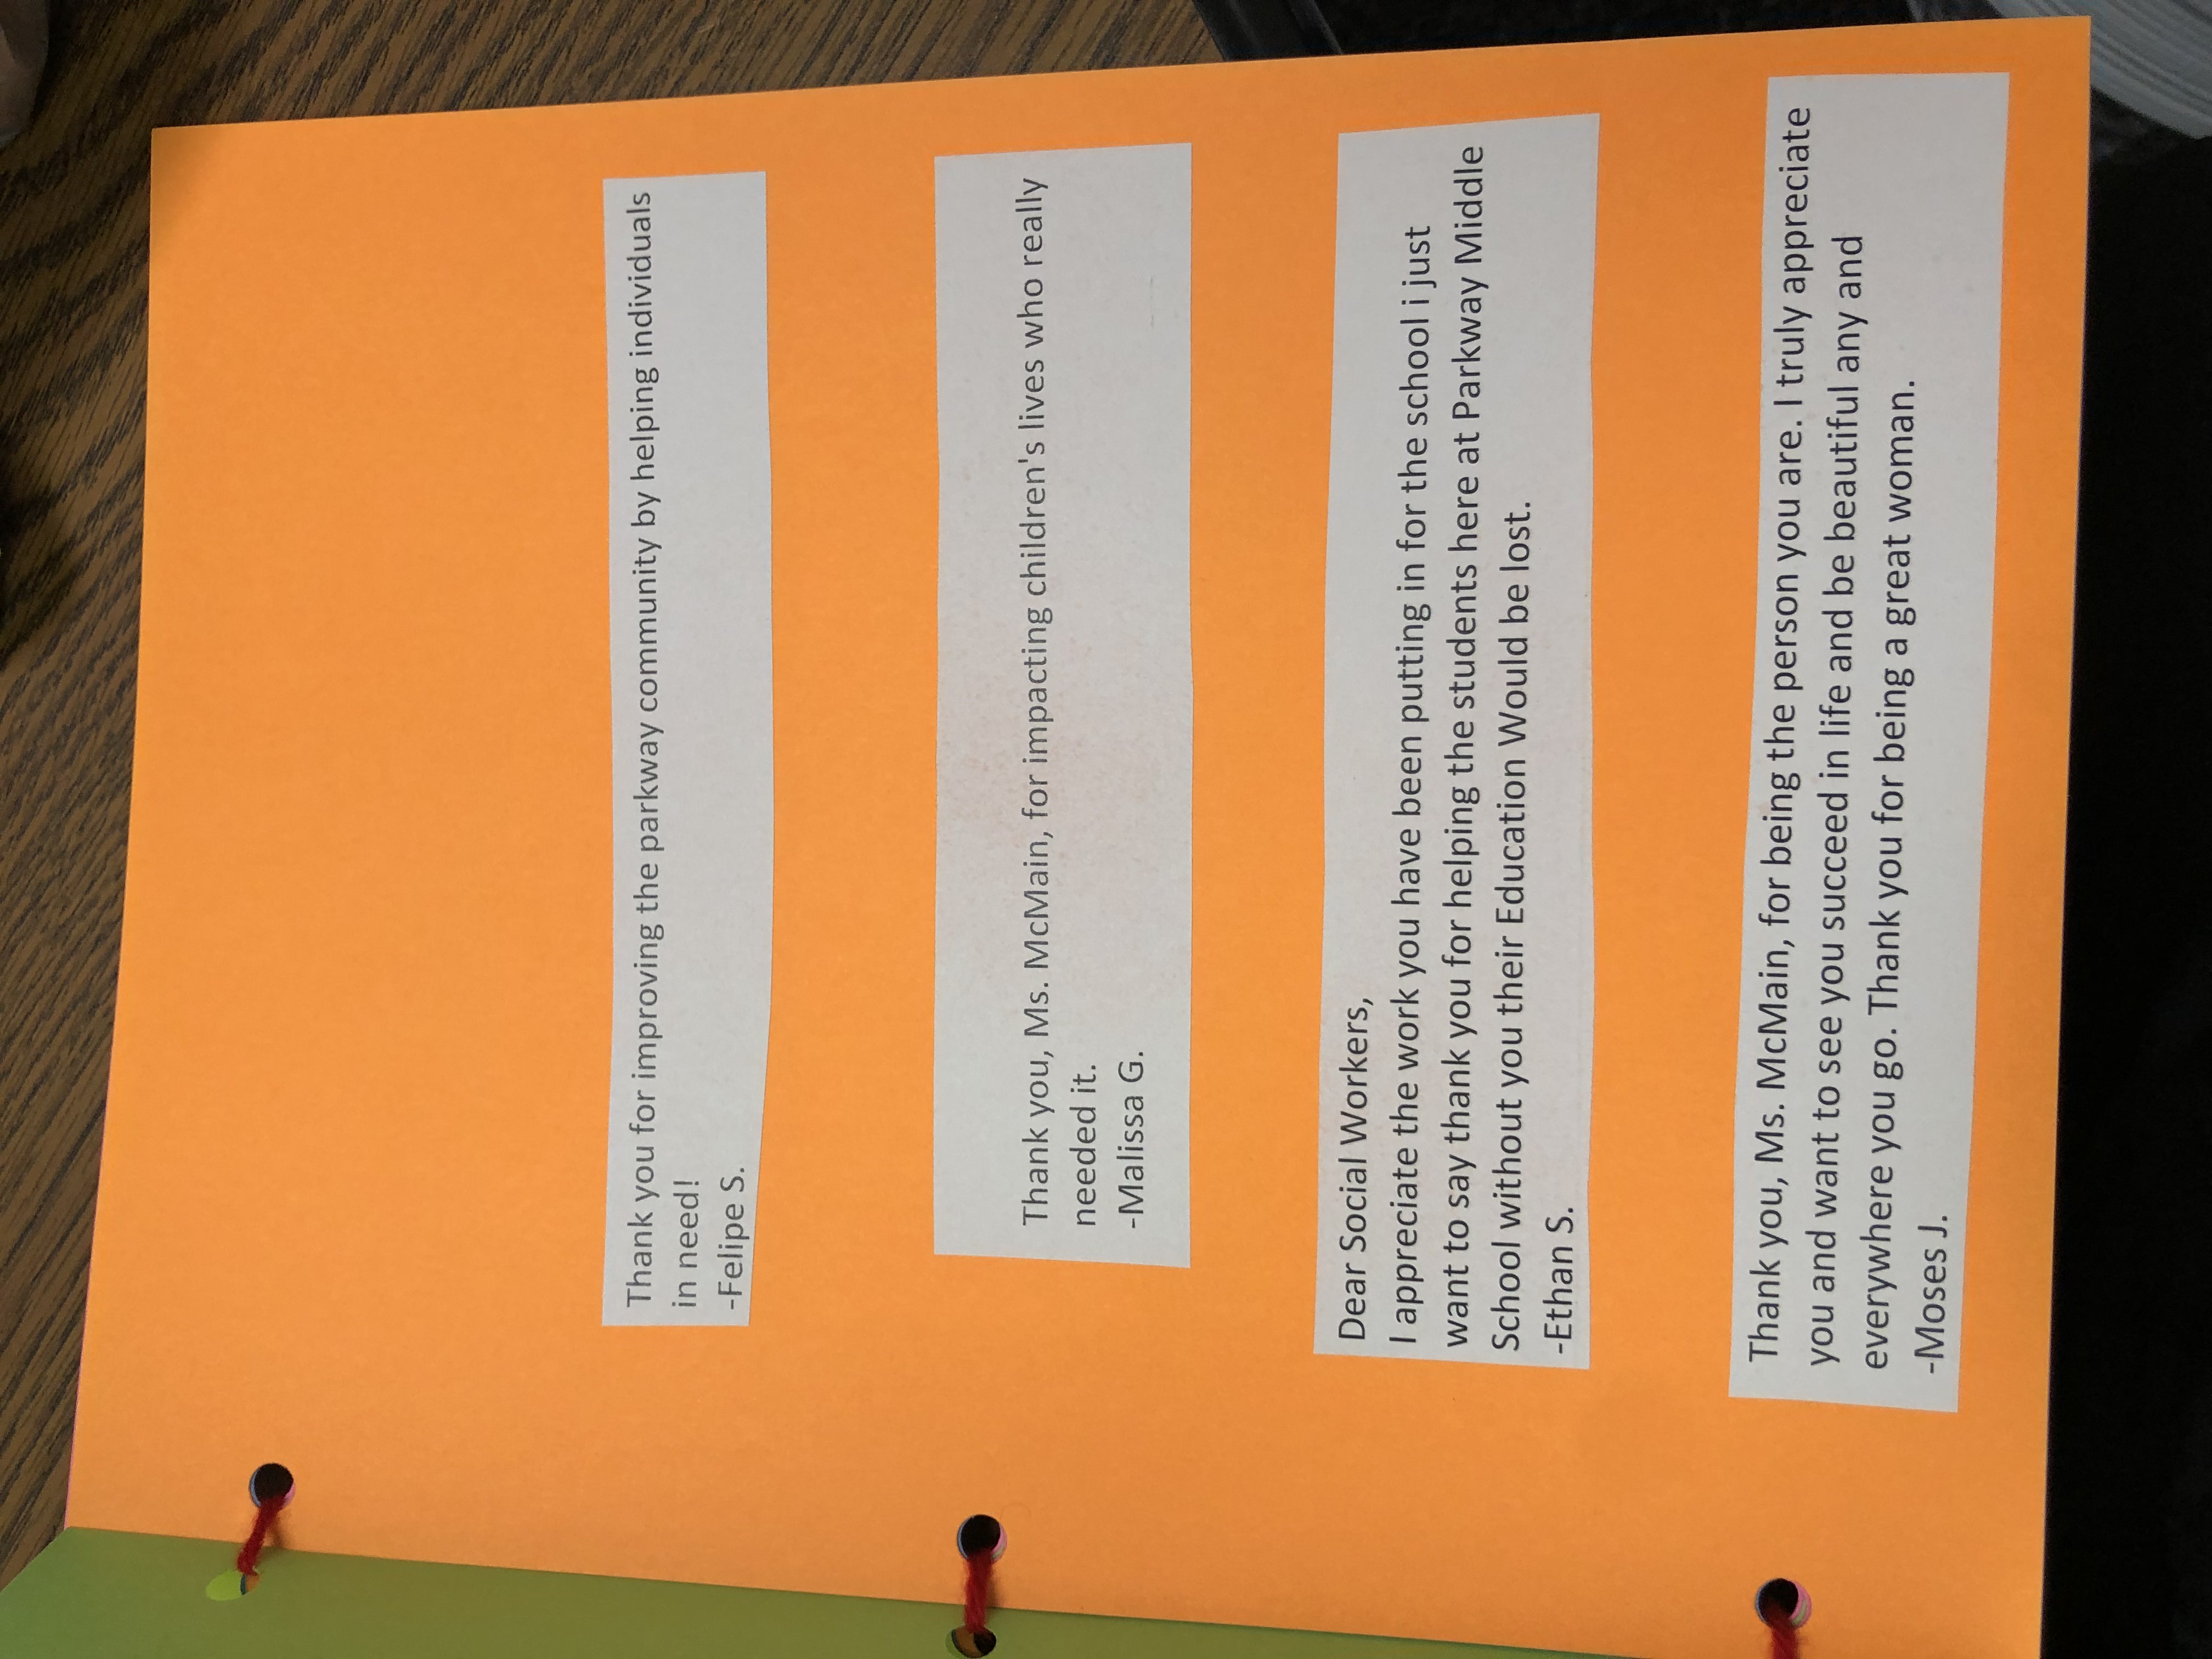 Thank you for improving the parkway community by helping individuals
in need!
-Felipe S.
Thank you, Ms. McMain, for impacting children's lives who really
needed it.
-Malissa G.
Dear Social Workers,
I appreciate the work you have been putting in for the school i just
want to say thank you for helping the students here at Parkway Middle
School without you their Education Would be lost.
-Ethan S.
Thank you, Ms. McMain, for being the person you are. I truly appreciate
you and want to see you succeed in life and be beautiful any and
everywhere you go. Thank you for being a great woman.
-Moses J.